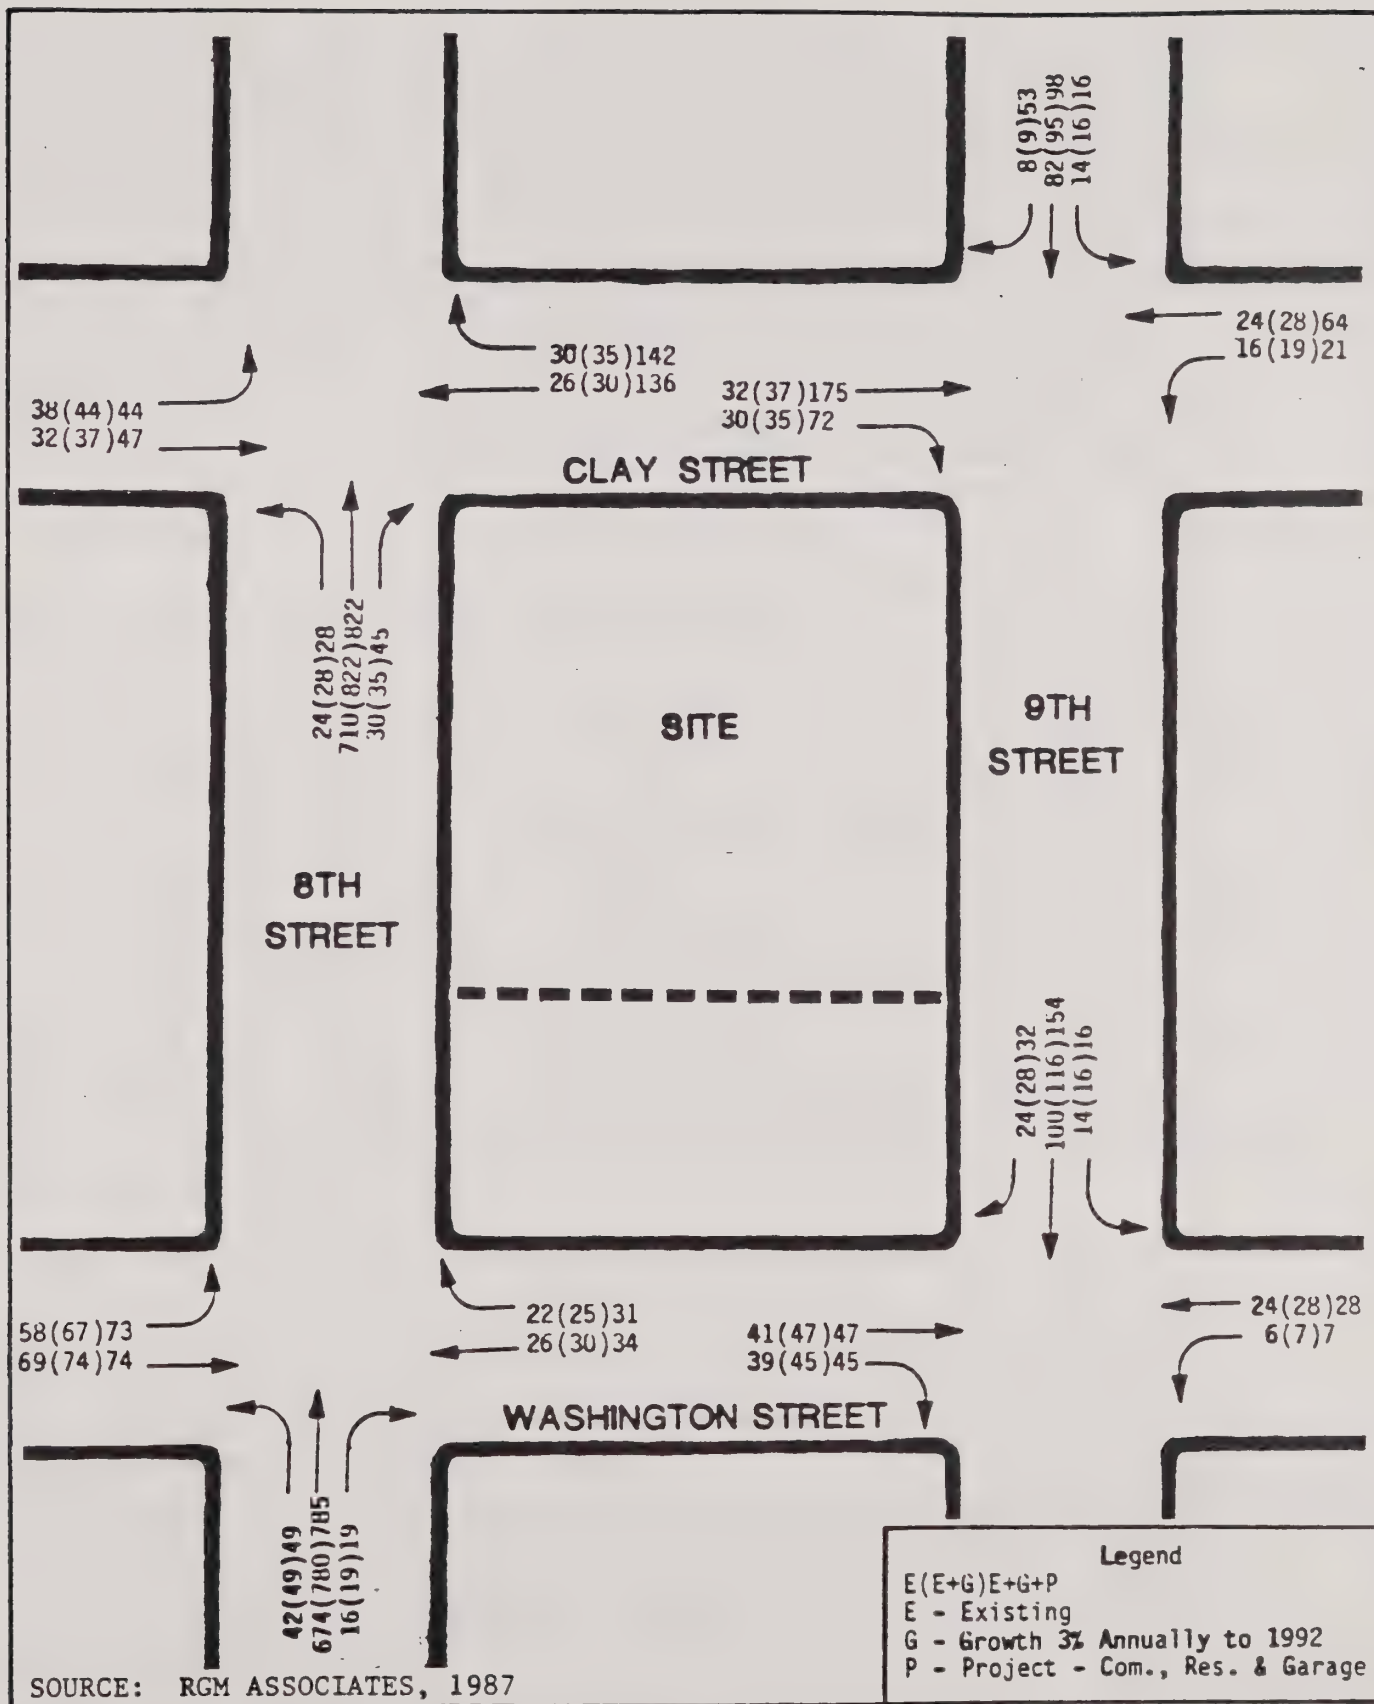 8(9)53
82(95)98
14(16)16
24(28)64
16(19)21
30(35)142
26(30)136
32(37)175
30(35)72
38(44)44
32(37)47
CLAY STREET
24(28)28
710(822)822
30(35)45
SITE
9TH
STREET
8TH
STREET
24(28)32
100(116)154
14(16)16
22(25)31
26(30)34
24(28)28
6(7)7
58(67)73
69(74)74
41(47)47
39(45)45
WASHINGTON STREET
42(49)49
674(780)785
16(19)19
Legend
E(E+G)E+G+P
E - Existing
G - Growth 3% Annually to 1992
P - Project - Com., Res. & Garage
SOURCE: RGM ASSOCIATES, 1987